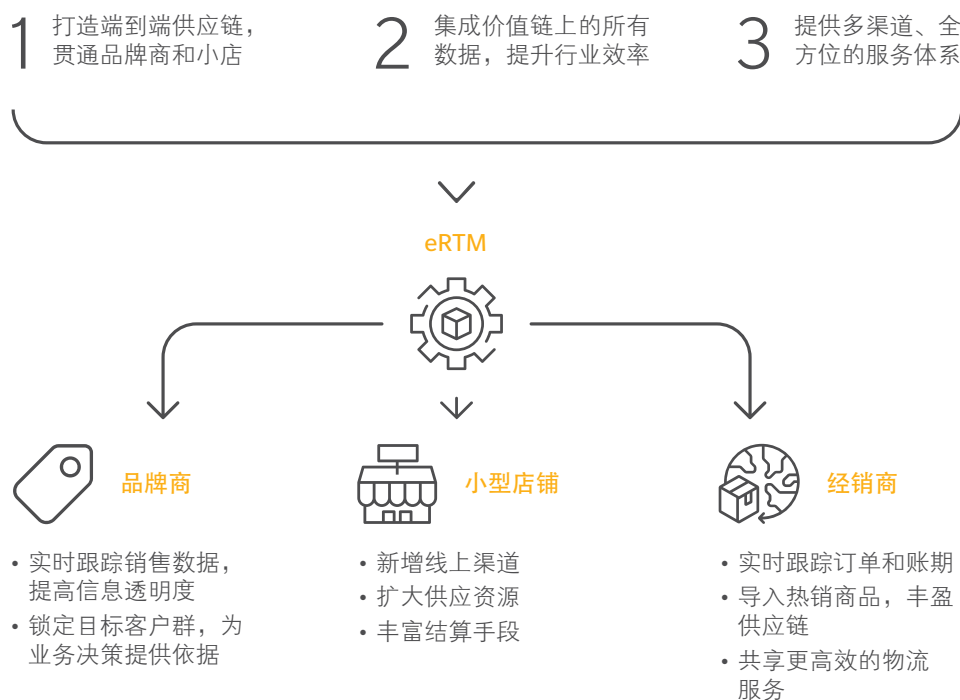 1 打造端到端供应链，
贯通品牌商和小店
2 集成价值链上的所有
数据，提升行业效率
3 提供多渠道、全
方位的服务体系
eRTM
品牌商
• 实时跟踪销售数据，
提高信息透明度
• 锁定目标客户群，为
业务决策提供依据
小型店铺
• 新增线上渠道
• 扩大供应资源
• 丰富结算手段
经销商
• 实时跟踪订单和账期
• 导入热销商品，丰盈
供应链
• 共享更高效的物流
服务